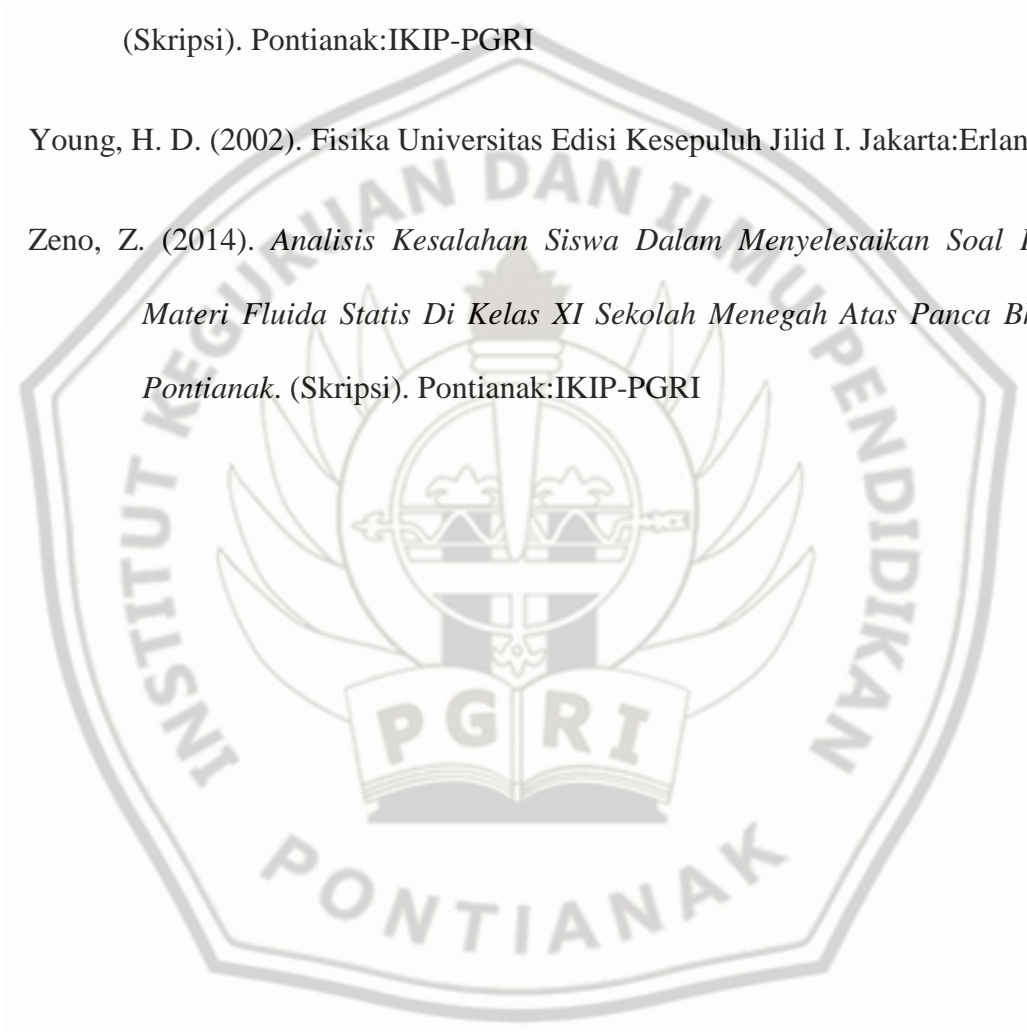 (Skripsi). Pontianak:IKIP-PGRI
Young, H. D. (2002). Fisika Universitas Edisi Kesepuluh Jilid I. Jakarta:Erlan
Zeno, Z. (2014). Analisis Kesalahan Siswa Dalam Menyelesaikan Soal
Materi Fluida Statis Di Kelas XI Sekolah Menegah Atas Panca
Pontianak. (Skripsi). Pontianak:IKIP-PGRI
INSTITUT KEGURUAN DAN ILMU PENDIDIKAN
PGRI
PONTIANAK